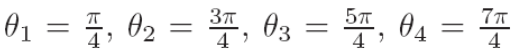 θ₁ = π/4, θ₂ = 3π/4, θ₃ = 5π/4, θ₄ = 7π/4